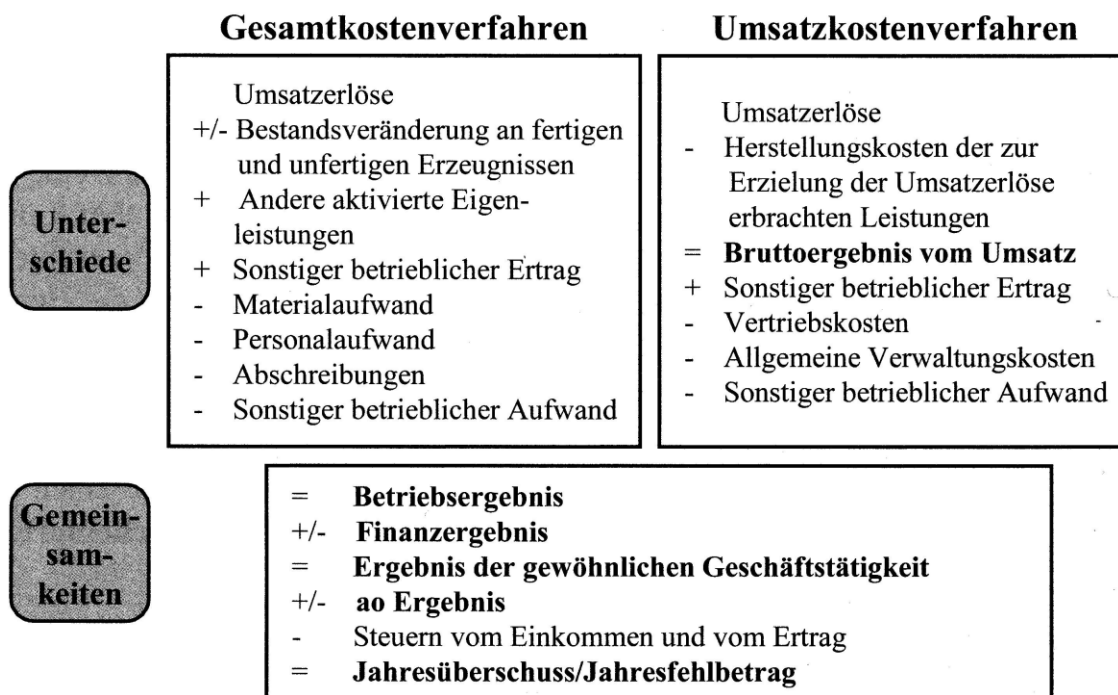 Gesamtkostenverfahren
Umsatzkostenverfahren
Unter-
schiede
Umsatzerlöse
+/- Bestandsveränderung an fertigen
und unfertigen Erzeugnissen
+ Andere aktivierte Eigen-
leistungen
+ Sonstiger betrieblicher Ertrag
- Materialaufwand
- Personalaufwand
- Abschreibungen
- Sonstiger betrieblicher Aufwand
Umsatzerlöse
- Herstellungskosten der zur
Erzielung der Umsatzerlöse
erbrachten Leistungen
= Bruttoergebnis vom Umsatz
+ Sonstiger betrieblicher Ertrag
- Vertriebskosten
- Allgemeine Verwaltungskosten
- Sonstiger betrieblicher Aufwand
Gemein-
sam-
keiten
= Betriebsergebnis
+/- Finanzergebnis
= Ergebnis der gewöhnlichen Geschäftstätigkeit
+/- ao Ergebnis
- Steuern vom Einkommen und vom Ertrag
= Jahresüberschuss/Jahresfehlbetrag